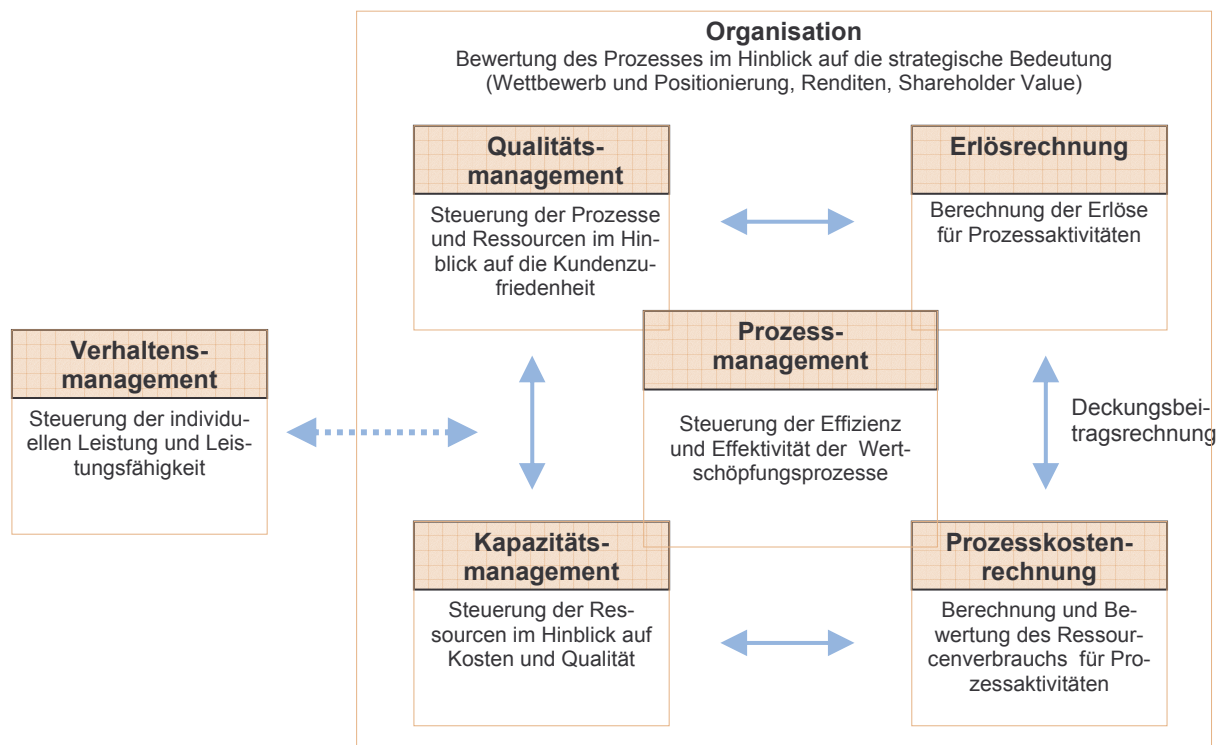 Organisation
Bewertung des Prozesses im Hinblick auf die strategische Bedeutung
(Wettbewerb und Positionierung, Renditen, Shareholder Value)
Qualitäts-
management
Steuerung der Prozesse
und Ressourcen im Hin-
blick auf die Kundenzu-
friedenheit
Erlösrechnung
Berechnung der Erlöse
für Prozessaktivitäten
Verhaltens-
management
Steuerung der individu-
ellen Leistung und Leis-
tungsfähigkeit
Prozess-
management
Steuerung der Effizienz
und Effektivität der Wert-
schöpfungsprozesse
Deckungsbei-
tragsrechnung
Kapazitäts-
management
Steuerung der Res-
sourcen im Hinblick auf
Kosten und Qualität
Prozesskosten-
rechnung
Berechnung und Be-
wertung des Ressour-
cenverbrauchs für Pro-
zessaktivitäten